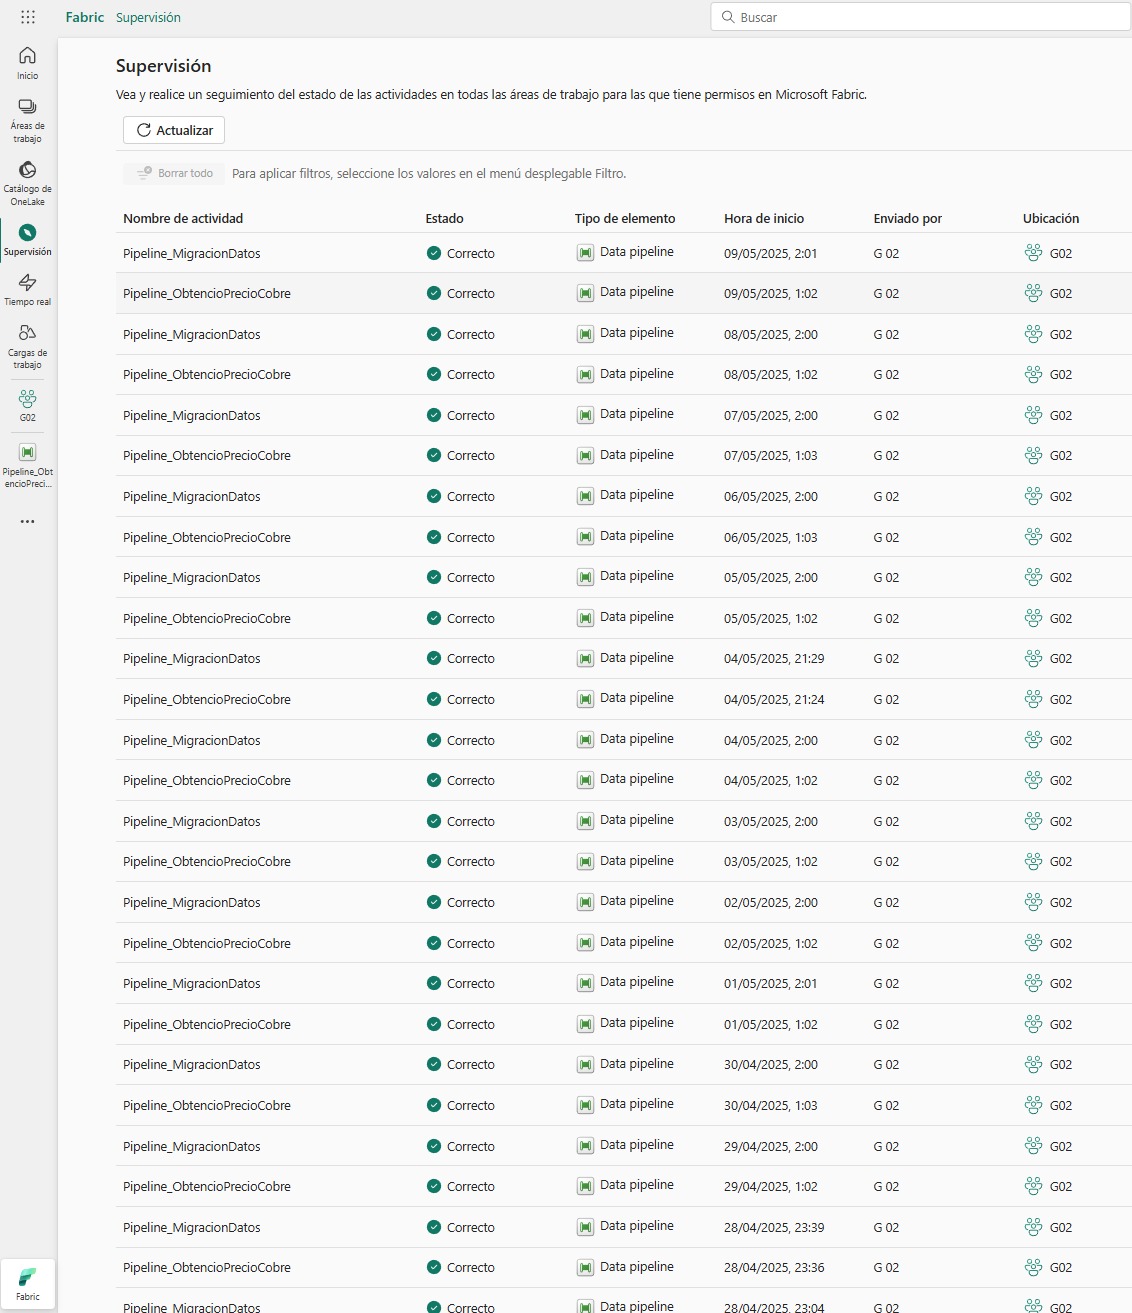 Fabric Supervisión
Buscar
Inicio
Áreas de
trabajo
Catálogo de
OneLake
Supervisión
Tiempo real
Cargas de
trabajo
G02
Pipeline_Obt
encioPreci...
Fabric
Supervisión
Vea y realice un seguimiento del estado de las actividades en todas las áreas de trabajo para las que tiene permisos en Microsoft Fabric.
Actualizar
Borrar todo Para aplicar filtros, seleccione los valores en el menú desplegable Filtro.
Nombre de actividad Estado Tipo de elemento Hora de inicio Enviado por Ubicación
Pipeline_MigracionDatos Correcto Data pipeline 09/05/2025, 2:01 G 02 G02
Pipeline_ObtencioPrecioCobre Correcto Data pipeline 09/05/2025, 1:02 G 02 G02
Pipeline_MigracionDatos Correcto Data pipeline 08/05/2025, 2:00 G 02 G02
Pipeline_ObtencioPrecioCobre Correcto Data pipeline 08/05/2025, 1:02 G 02 G02
Pipeline_MigracionDatos Correcto Data pipeline 07/05/2025, 2:00 G 02 G02
Pipeline_ObtencioPrecioCobre Correcto Data pipeline 07/05/2025, 1:03 G 02 G02
Pipeline_MigracionDatos Correcto Data pipeline 06/05/2025, 2:00 G 02 G02
Pipeline_ObtencioPrecioCobre Correcto Data pipeline 06/05/2025, 1:03 G 02 G02
Pipeline_MigracionDatos Correcto Data pipeline 05/05/2025, 2:00 G 02 G02
Pipeline_ObtencioPrecioCobre Correcto Data pipeline 05/05/2025, 1:02 G 02 G02
Pipeline_MigracionDatos Correcto Data pipeline 04/05/2025, 21:29 G 02 G02
Pipeline_ObtencioPrecioCobre Correcto Data pipeline 04/05/2025, 21:24 G 02 G02
Pipeline_MigracionDatos Correcto Data pipeline 04/05/2025, 2:00 G 02 G02
Pipeline_ObtencioPrecioCobre Correcto Data pipeline 04/05/2025, 1:02 G 02 G02
Pipeline_MigracionDatos Correcto Data pipeline 03/05/2025, 2:00 G 02 G02
Pipeline_ObtencioPrecioCobre Correcto Data pipeline 03/05/2025, 1:02 G 02 G02
Pipeline_MigracionDatos Correcto Data pipeline 02/05/2025, 2:00 G 02 G02
Pipeline_ObtencioPrecioCobre Correcto Data pipeline 02/05/2025, 1:02 G 02 G02
Pipeline_MigracionDatos Correcto Data pipeline 01/05/2025, 2:01 G 02 G02
Pipeline_ObtencioPrecioCobre Correcto Data pipeline 01/05/2025, 1:02 G 02 G02
Pipeline_MigracionDatos Correcto Data pipeline 30/04/2025, 2:00 G 02 G02
Pipeline_ObtencioPrecioCobre Correcto Data pipeline 30/04/2025, 1:03 G 02 G02
Pipeline_MigracionDatos Correcto Data pipeline 29/04/2025, 2:00 G 02 G02
Pipeline_ObtencioPrecioCobre Correcto Data pipeline 29/04/2025, 1:02 G 02 G02
Pipeline_MigracionDatos Correcto Data pipeline 28/04/2025, 23:39 G 02 G02
Pipeline_ObtencioPrecioCobre Correcto Data pipeline 28/04/2025, 23:36 G 02 G02
Pipeline_MigracionDatos Correcto Data pipeline 28/04/2025, 23:04 G 02 G02